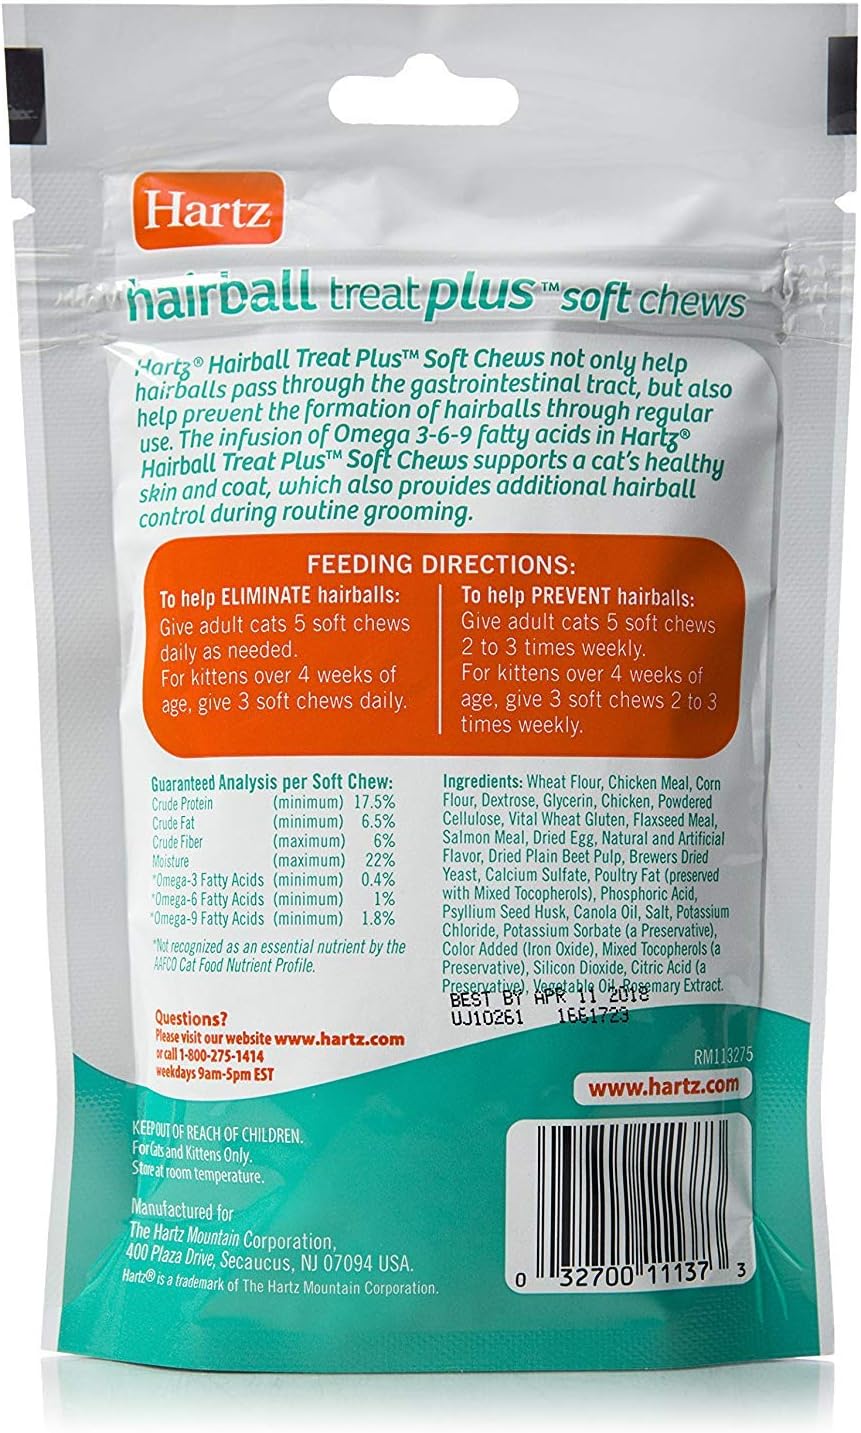 Hartz
hairball treat plus™ soft chews
Hartz® Hairball Treat Plus™ Soft Chews not only help
hairballs pass through the gastrointestinal tract, but also
help prevent the formation of hairballs through regular
use. The infusion of Omega 3-6-9 fatty acids in Hartz®
Hairball Treat Plus™ Soft Chews supports a cat's healthy
skin and coat, which also provides additional hairball
control during routine grooming.
FEEDING DIRECTIONS:
To help ELIMINATE hairballs:
Give adult cats 5 soft chews
daily as needed.
For kittens over 4 weeks of
age, give 3 soft chews daily.
To help PREVENT hairballs:
Give adult cats 5 soft chews
2 to 3 times weekly.
For kittens over 4 weeks of
age, give 3 soft chews 2 to 3
times weekly.
Guaranteed Analysis per Soft Chew:
Crude Protein (minimum) 17.5%
Crude Fat (minimum) 6.5%
Crude Fiber (maximum) 6%
Moisture (maximum) 22%
*Omega-3 Fatty Acids (minimum) 0.4%
*Omega-6 Fatty Acids (minimum) 1%
*Omega-9 Fatty Acids (minimum) 1.8%
*Not recognized as an essential nutrient by the
AAFCO Cat Food Nutrient Profile.
Ingredients: Wheat Flour, Chicken Meal, Corn
Flour, Dextrose, Glycerin, Chicken, Powdered
Cellulose, Vital Wheat Gluten, Flaxseed Meal,
Salmon Meal, Dried Egg, Natural and Artificial
Flavor, Dried Plain Beet Pulp, Brewers Dried
Yeast, Calcium Sulfate, Poultry Fat (preserved
with Mixed Tocopherols), Phosphoric Acid,
Psyllium Seed Husk, Canola Oil, Salt, Potassium
Chloride, Potassium Sorbate (a Preservative),
Color Added (Iron Oxide), Mixed Tocopherols (a
Preservative), Silicon Dioxide, Citric Acid (a
Preservative), Vegetable Oil, Rosemary Extract.
BEST BY APR 11 2018
UJ10261 1661723
Questions?
Please visit our website www.hartz.com
or call 1-800-275-1414
weekdays 9am-5pm EST
RM113275
www.hartz.com
KEEP OUT OF REACH OF CHILDREN.
For Cats and Kittens Only.
Store at room temperature.
Manufactured for
The Hartz Mountain Corporation,
400 Plaza Drive, Secaucus, NJ 07094 USA.
Hartz® is a trademark of The Hartz Mountain Corporation.
0 32700 11137 3